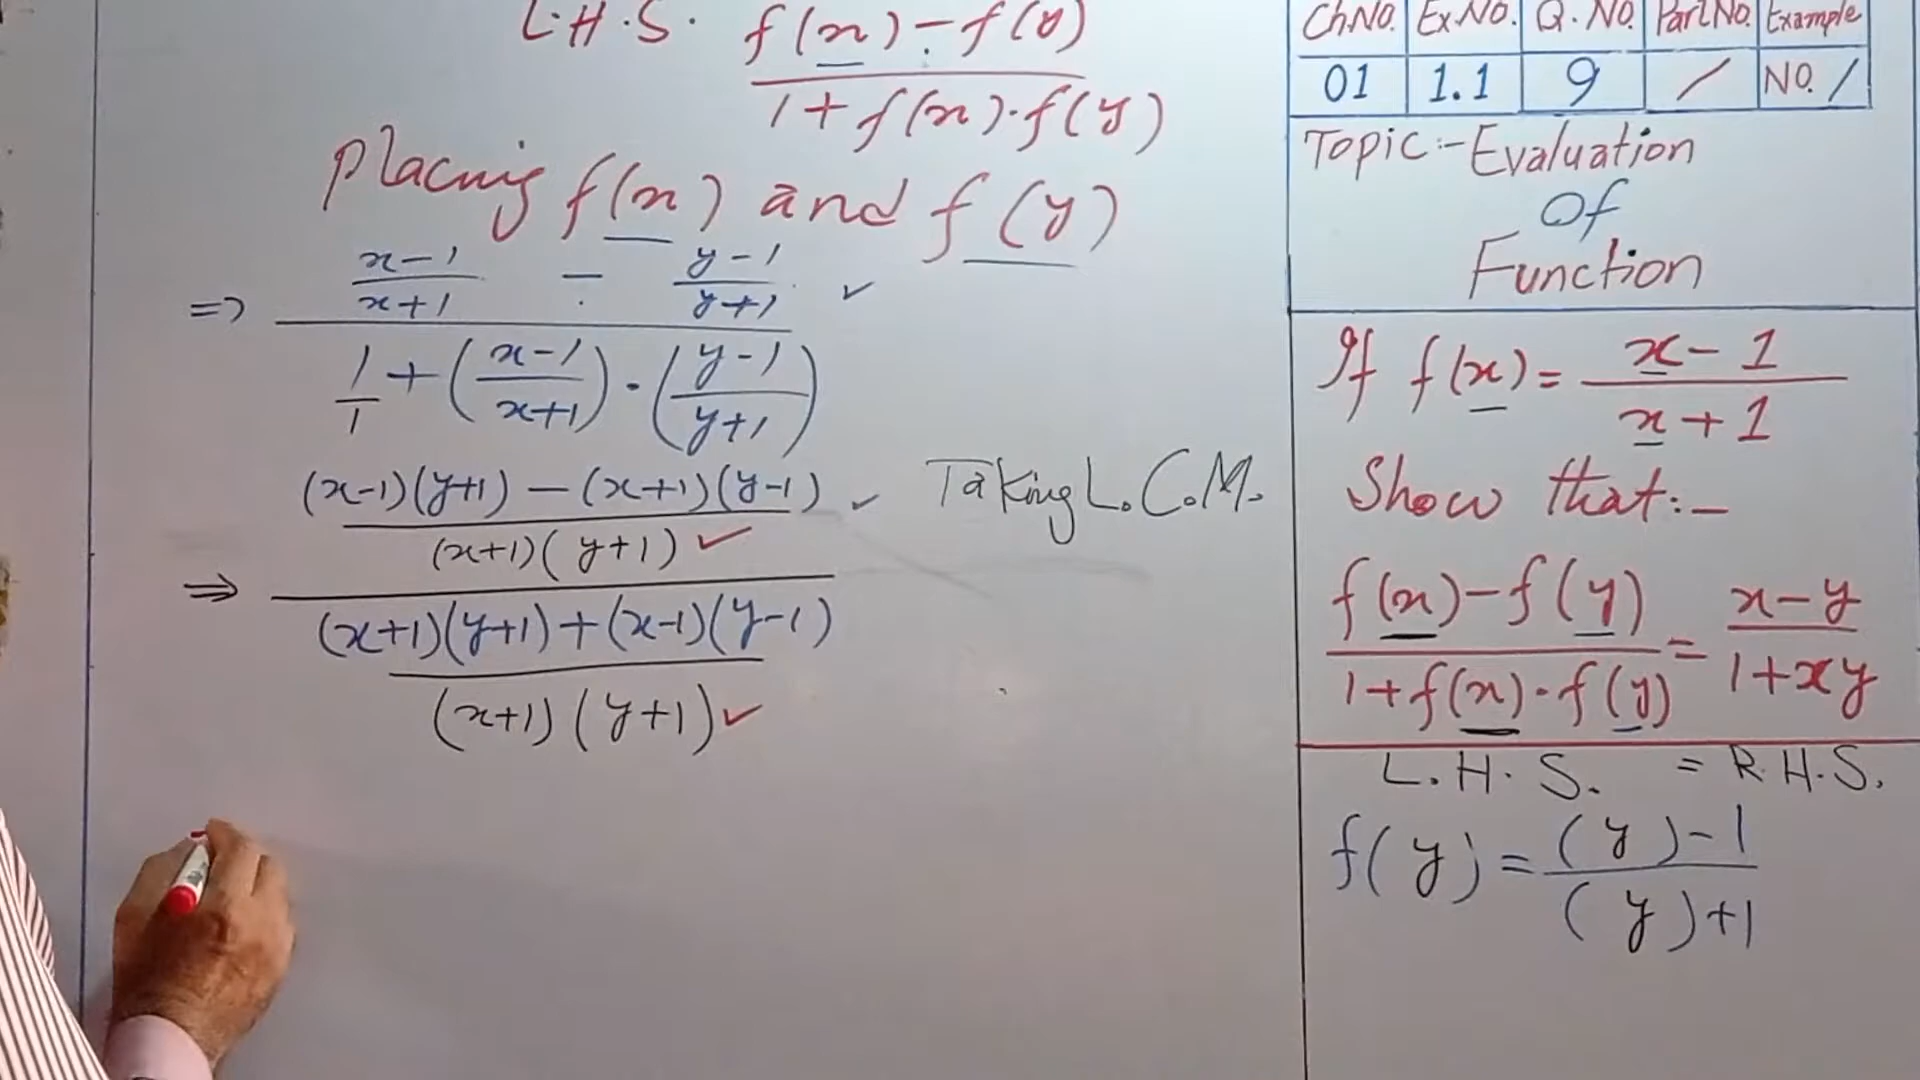 L.H.S. f(x) - f(y)
1 + f(x).f(y)
Placing f(x) and f(y)
x-1 - y-1 ✓
=> x+1 y+1
1/1 + (x-1/x+1) . (y-1/y+1)
(x-1)(y+1) - (x+1)(y-1) ✓ Taking L.C.M.
(x+1)(y+1) ✓
=>
(x+1)(y+1) + (x-1)(y-1)
(x+1)(y+1) ✓
Ch.No. Ex.No. Q.No. Part No. Example
01 1.1 9 / NO. /
Topic:- Evaluation
Of
Function
If f(x) = x - 1
x + 1
Show that:-
f(x) - f(y) = x - y
1 + f(x) . f(y) 1 + xy
L.H.S. = R.H.S.
f(y) = (y) - 1
(y) + 1